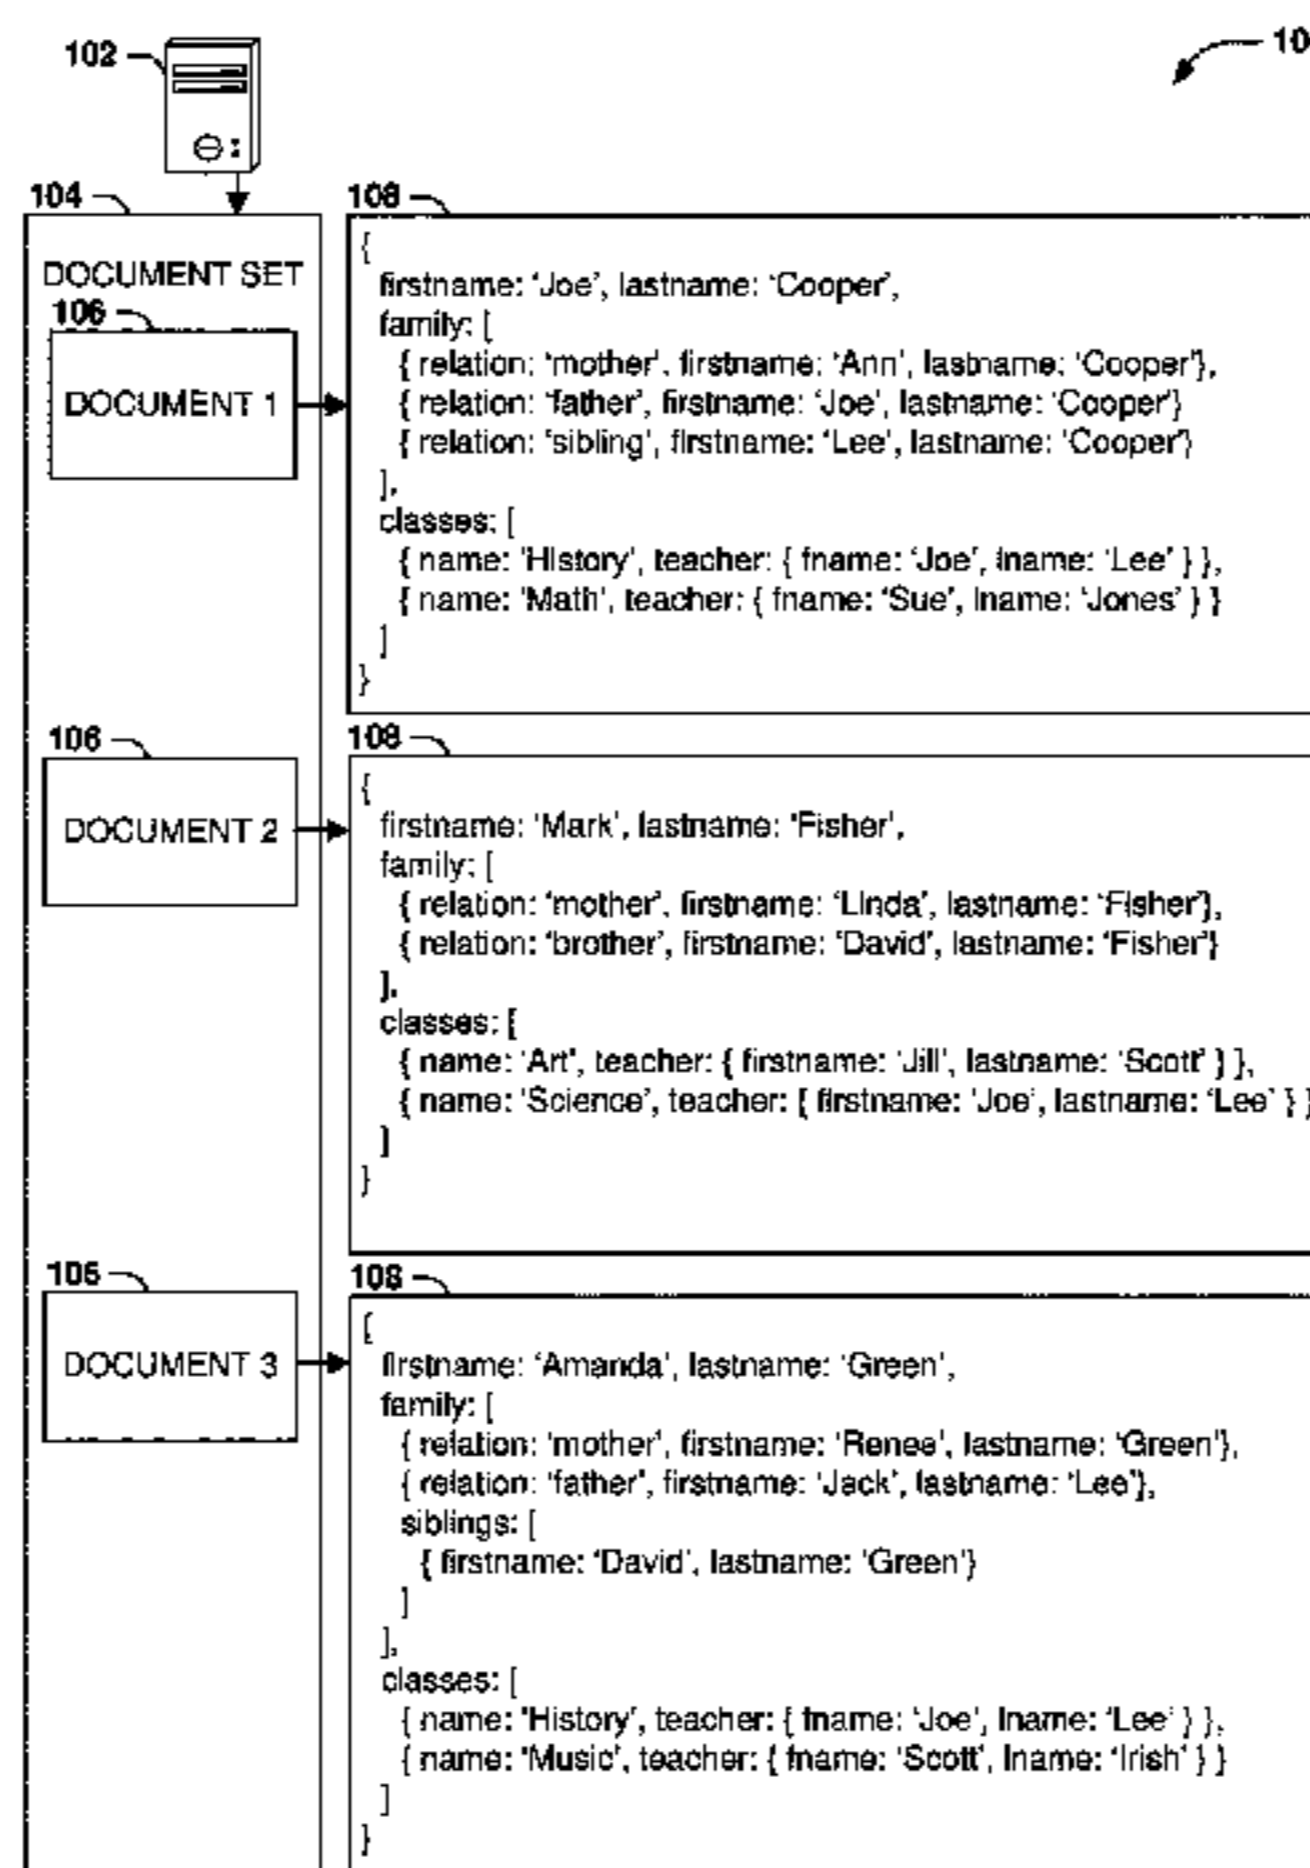 102
10
104
108
DOCUMENT SET
106
DOCUMENT 1
{
firstname: 'Joe', lastname: 'Cooper',
family: [
{ relation: 'mother', firstname: 'Ann', lastname: 'Cooper'},
{ relation: 'father', firstname: 'Joe', lastname: 'Cooper'}
{ relation: 'sibling', firstname: 'Lee', lastname: 'Cooper'}
],
classes: [
{ name: 'History', teacher: { fname: 'Joe', lname: 'Lee' } },
{ name: 'Math', teacher: { fname: 'Sue', lname: 'Jones' } }
]
}
106
108
DOCUMENT 2
{
firstname: 'Mark', lastname: 'Fisher',
family: [
{ relation: 'mother', firstname: 'Linda', lastname: 'Fisher'},
{ relation: 'brother', firstname: 'David', lastname: 'Fisher'}
],
classes: [
{ name: 'Art', teacher: { firstname: 'Jill', lastname: 'Scott' } },
{ name: 'Science', teacher: { firstname: 'Joe', lastname: 'Lee' } }
]
}
106
108
DOCUMENT 3
{
firstname: 'Amanda', lastname: 'Green',
family: [
{ relation: 'mother', firstname: 'Renee', lastname: 'Green'},
{ relation: 'father', firstname: 'Jack', lastname: 'Lee'},
siblings: [
{ firstname: 'David', lastname: 'Green'}
]
],
classes: [
{ name: 'History', teacher: { fname: 'Joe', lname: 'Lee' } },
{ name: 'Music', teacher: { fname: 'Scott', lname: 'Irish' } }
]
}